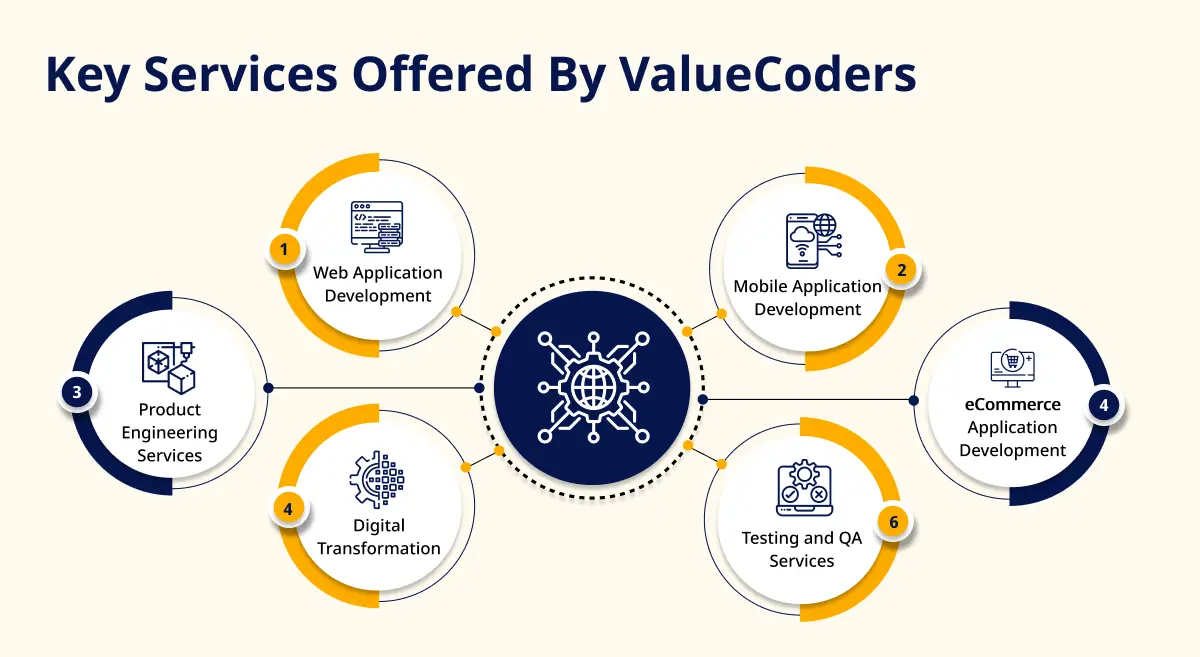 Key Services Offered By ValueCoders
1
Web Application
Development
2
Mobile Application
Development
3
Product
Engineering
Services
4
eCommerce
Application
Development
4
Digital
Transformation
6
Testing and QA
Services